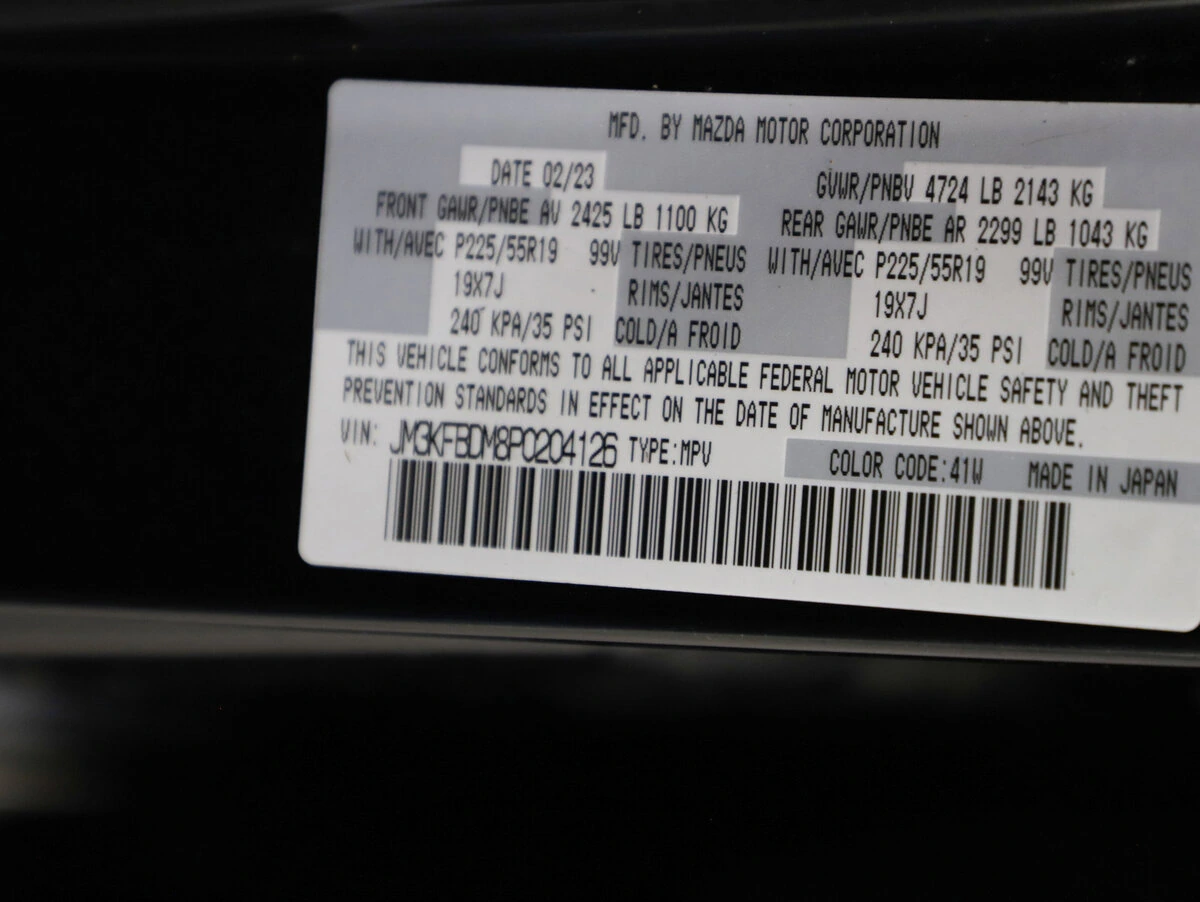 MFD. BY MAZDA MOTOR CORPORATION
DATE 02/23 GVWR/PNBV 4724 LB 2143 KG
FRONT GAWR/PNBE AV 2425 LB 1100 KG REAR GAWR/PNBE AR 2299 LB 1043 KG
WITH/AVEC P225/55R19 99V TIRES/PNEUS WITH/AVEC P225/55R19 99V TIRES/PNEUS
19X7J RIMS/JANTES 19X7J RIMS/JANTES
240 KPA/35 PSI COLD/A FROID 240 KPA/35 PSI COLD/A FROID
THIS VEHICLE CONFORMS TO ALL APPLICABLE FEDERAL MOTOR VEHICLE SAFETY AND THEFT
PREVENTION STANDARDS IN EFFECT ON THE DATE OF MANUFACTURE SHOWN ABOVE.
VIN: JM3KFBDM8P0204126 TYPE:MPV COLOR CODE:41W MADE IN JAPAN